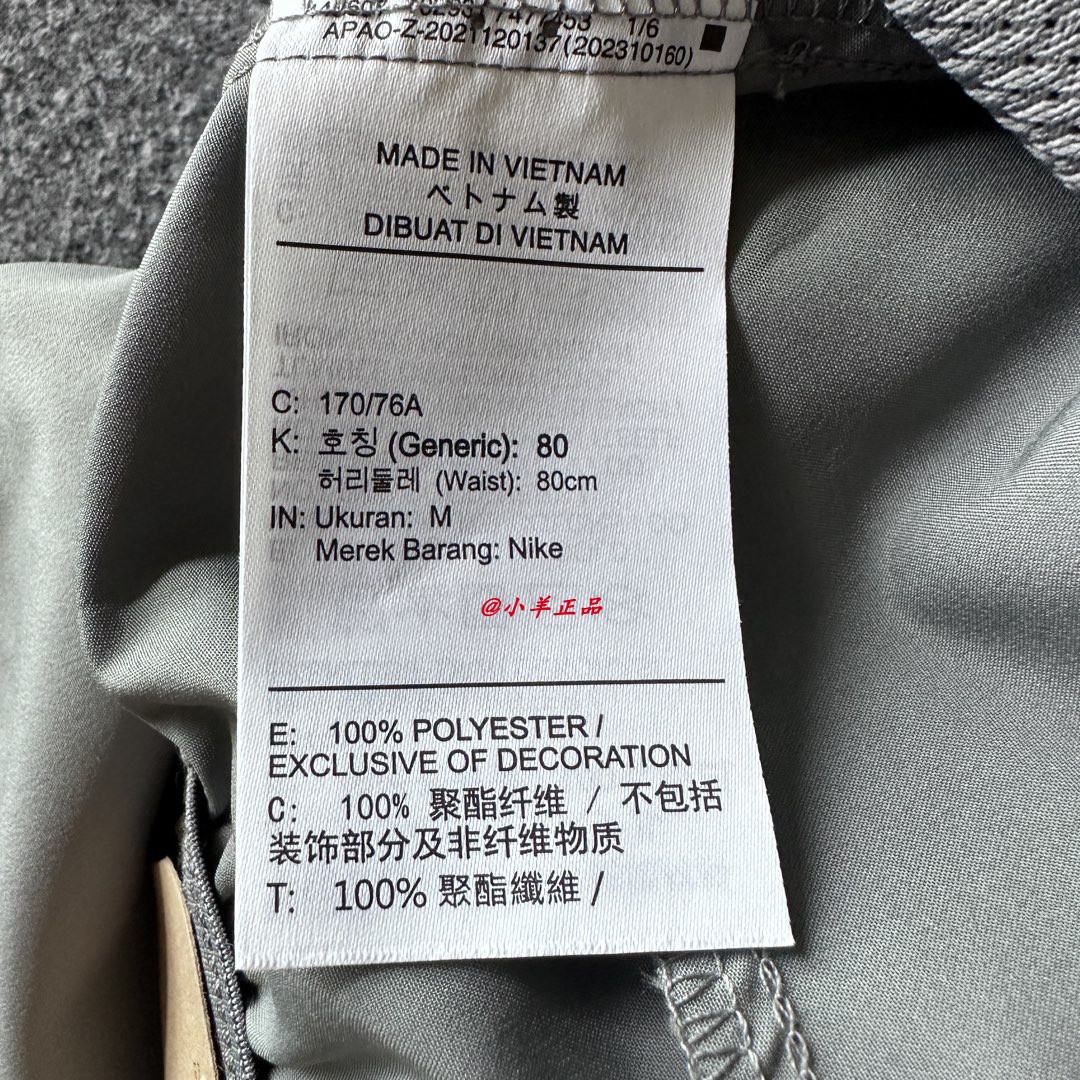 1/6
APAO-Z-2021120137(202310160)
MADE IN VIETNAM
ベトナム製
DIBUAT DI VIETNAM
C: 170/76A
K: 호칭 (Generic): 80
허리둘레 (Waist): 80cm
IN: Ukuran: M
Merek Barang: Nike
@小羊正品
E: 100% POLYESTER /
EXCLUSIVE OF DECORATION
C: 100% 聚酯纤维 / 不包括
装饰部分及非纤维物质
T: 100% 聚酯纖維 /